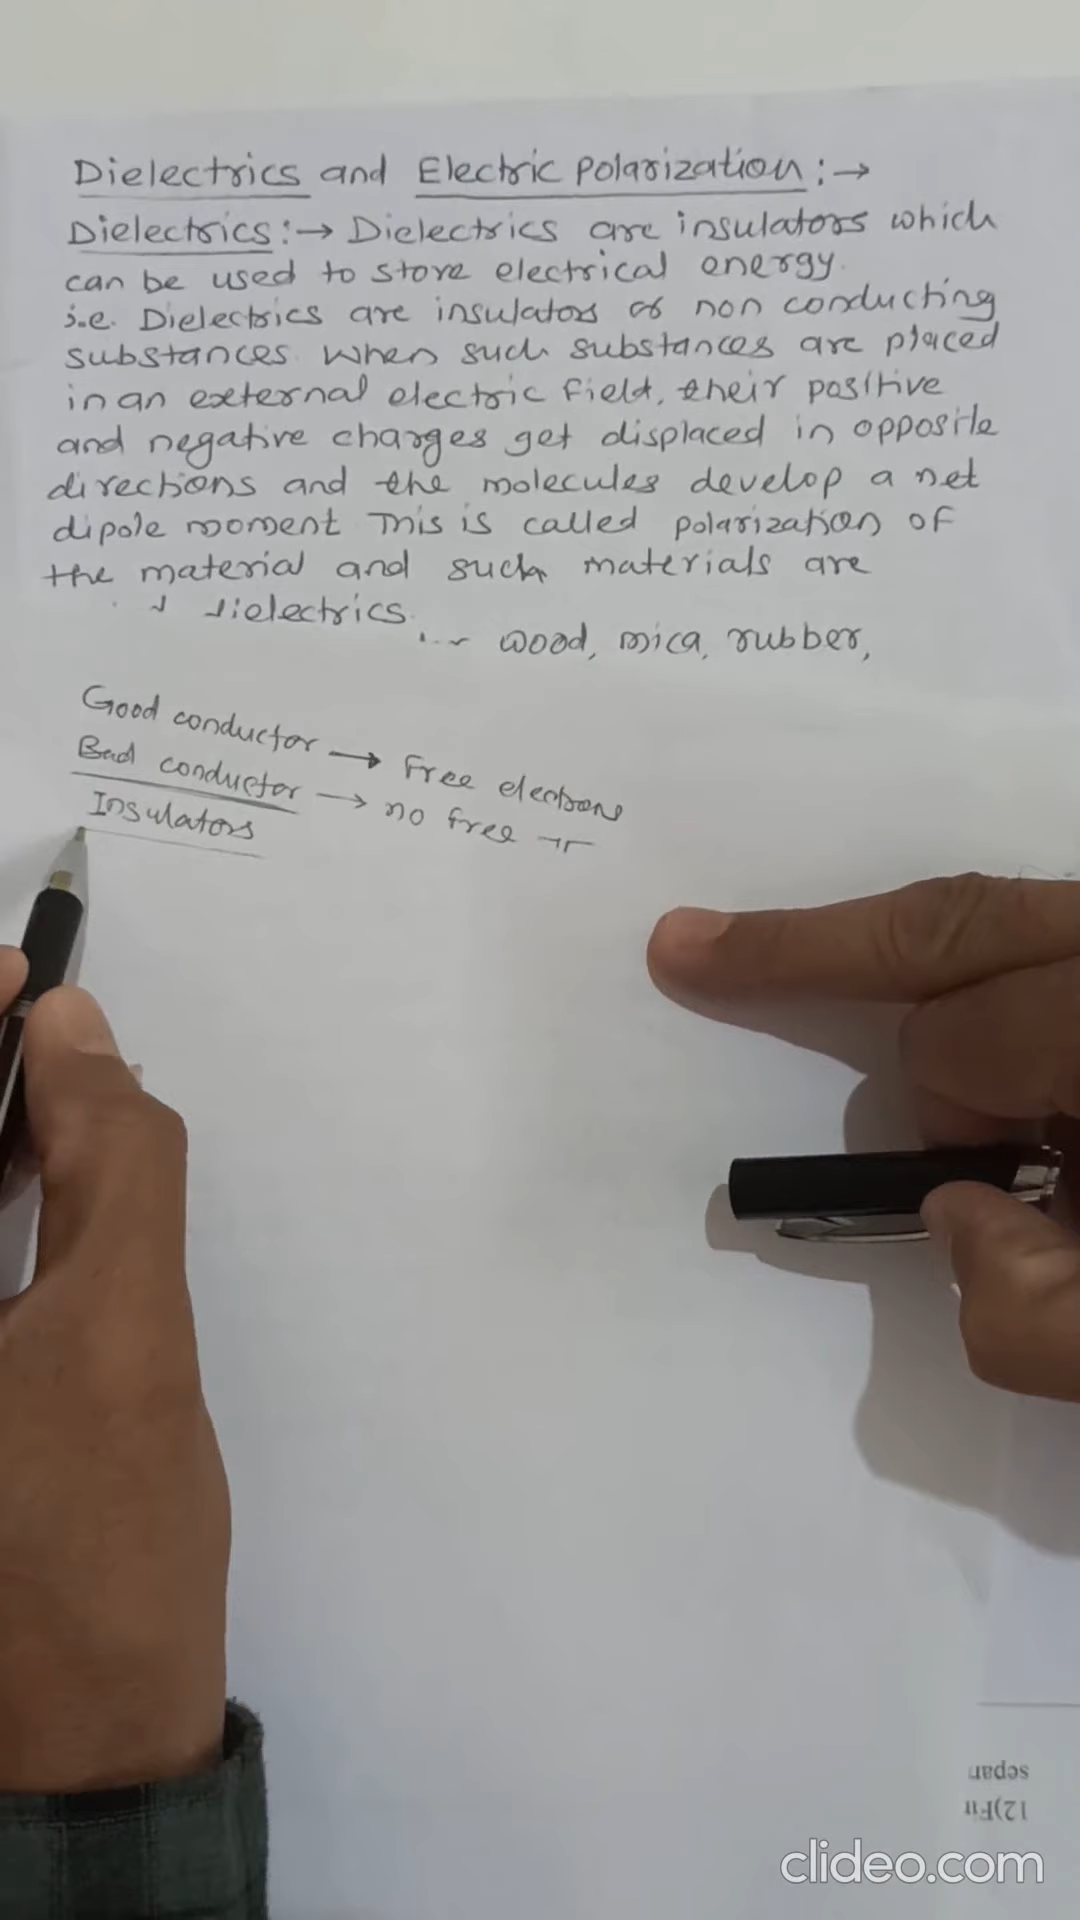 Dielectrics and Electric Polarization:→
Dielectrics:→ Dielectrics are insulators which
can be used to store electrical energy.
i.e. Dielectrics are insulators or non conducting
substances. When such substances are placed
in an external electric field, their positive
and negative charges get displaced in opposite
directions and the molecules develop a net
dipole moment. This is called polarization of
the material and such materials are
dielectrics.
wood, mica, rubber,
Good conductor → Free electrons
Bad conductor → no free
Insulators
sepan
12)Fi
clideo.com